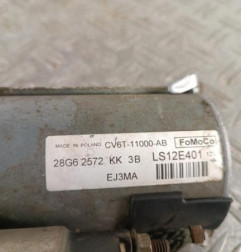 MADE IN POLAND CV6T-11000-AB FoMoCo
28G6 2572 KK 3B LS12E401
EJ3MA